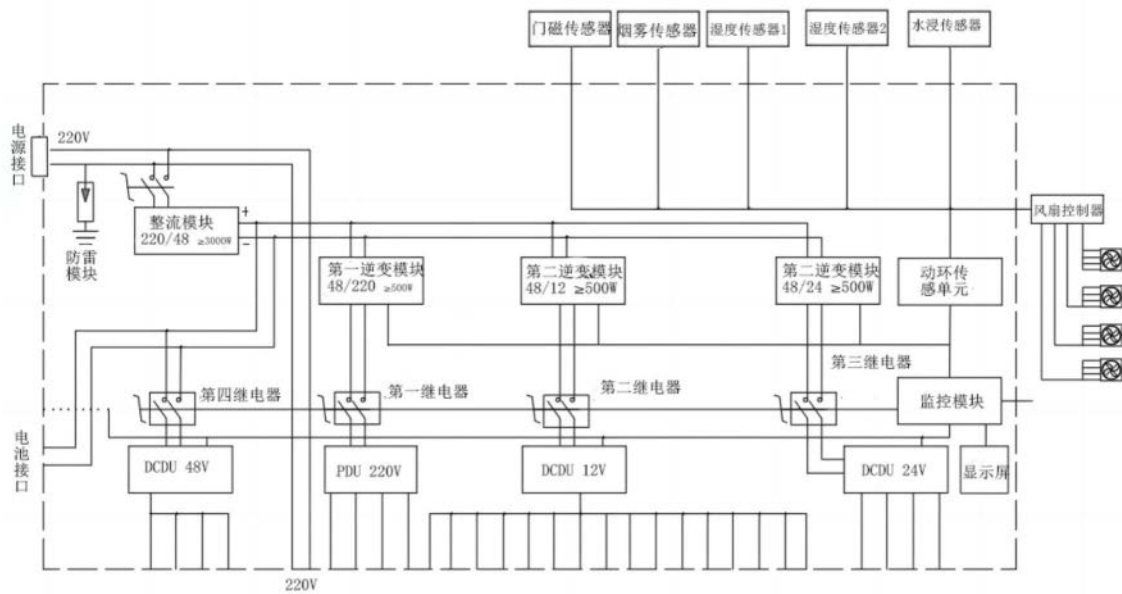 门磁传感器
烟雾传感器
湿度传感器1
湿度传感器2
水浸传感器
电源接口
220V
防雷
模块
整流模块
220/48 ≥3000W
+
-
风扇控制器
第一逆变模块
48/220 ≥500W
第二逆变模块
48/12 ≥500W
第二逆变模块
48/24 ≥500W
动环传
感单元
第四继电器
第一继电器
第二继电器
第三继电器
监控模块
电池接口
DCDU 48V
PDU 220V
DCDU 12V
DCDU 24V
显示屏
220V